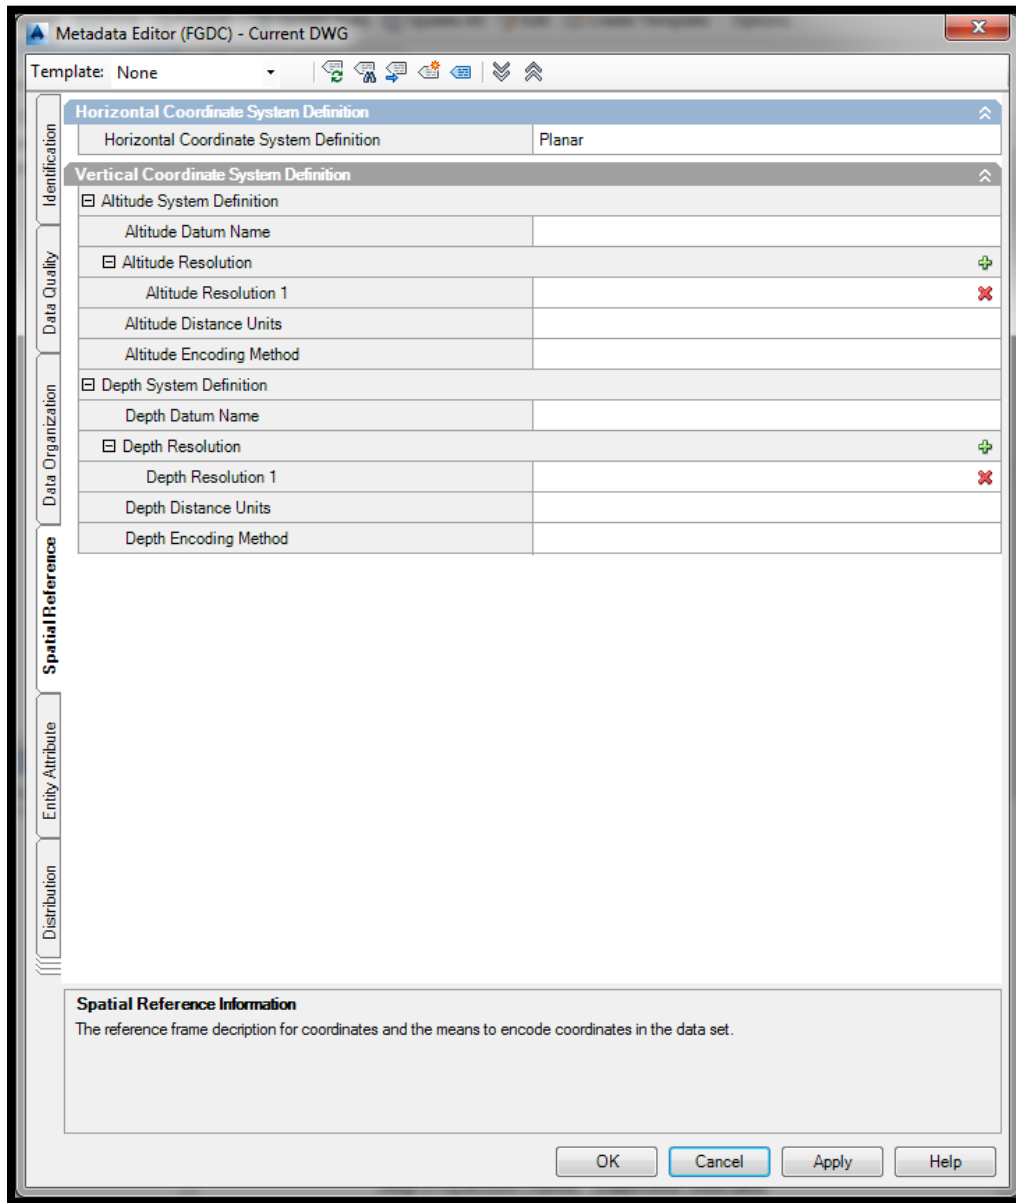 Metadata Editor (FGDC) - Current DWG
Template: None
Identification
Data Quality
Data Organization
Spatial Reference
Entity Attribute
Distribution
Horizontal Coordinate System Definition
Horizontal Coordinate System Definition Planar
Vertical Coordinate System Definition
Altitude System Definition
Altitude Datum Name
Altitude Resolution
Altitude Resolution 1
Altitude Distance Units
Altitude Encoding Method
Depth System Definition
Depth Datum Name
Depth Resolution
Depth Resolution 1
Depth Distance Units
Depth Encoding Method
Spatial Reference Information
The reference frame decription for coordinates and the means to encode coordinates in the data set.
OK Cancel Apply Help